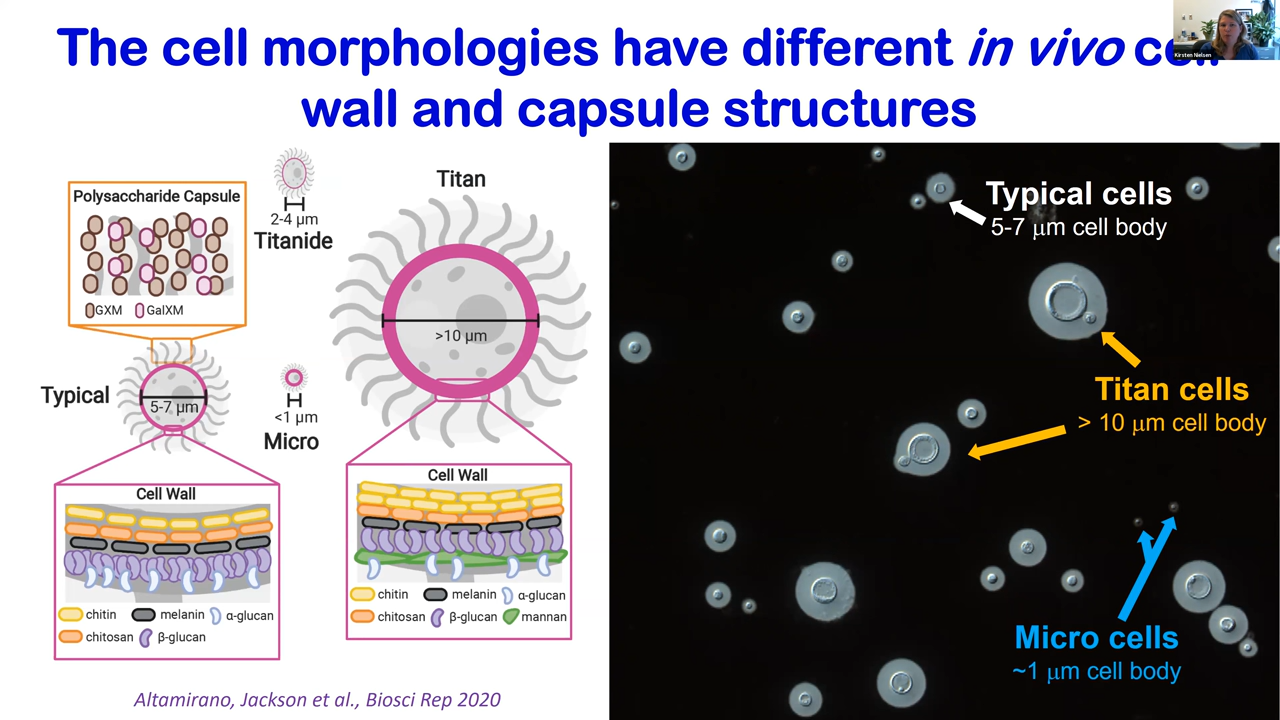 The cell morphologies have different in vivo
wall and capsule structures
Kirsten Nielsen
Polysaccharide Capsule
GXM GalXM
2-4 µm
Titanide
Titan
>10 µm
Typical
5-7 µm
<1 µm
Micro
Cell Wall
chitin melanin α-glucan
chitosan β-glucan
Cell Wall
chitin melanin α-glucan
chitosan β-glucan mannan
Altamirano, Jackson et al., Biosci Rep 2020
Typical cells
5-7 µm cell body
Titan cells
> 10 µm cell body
Micro cells
~1 µm cell body